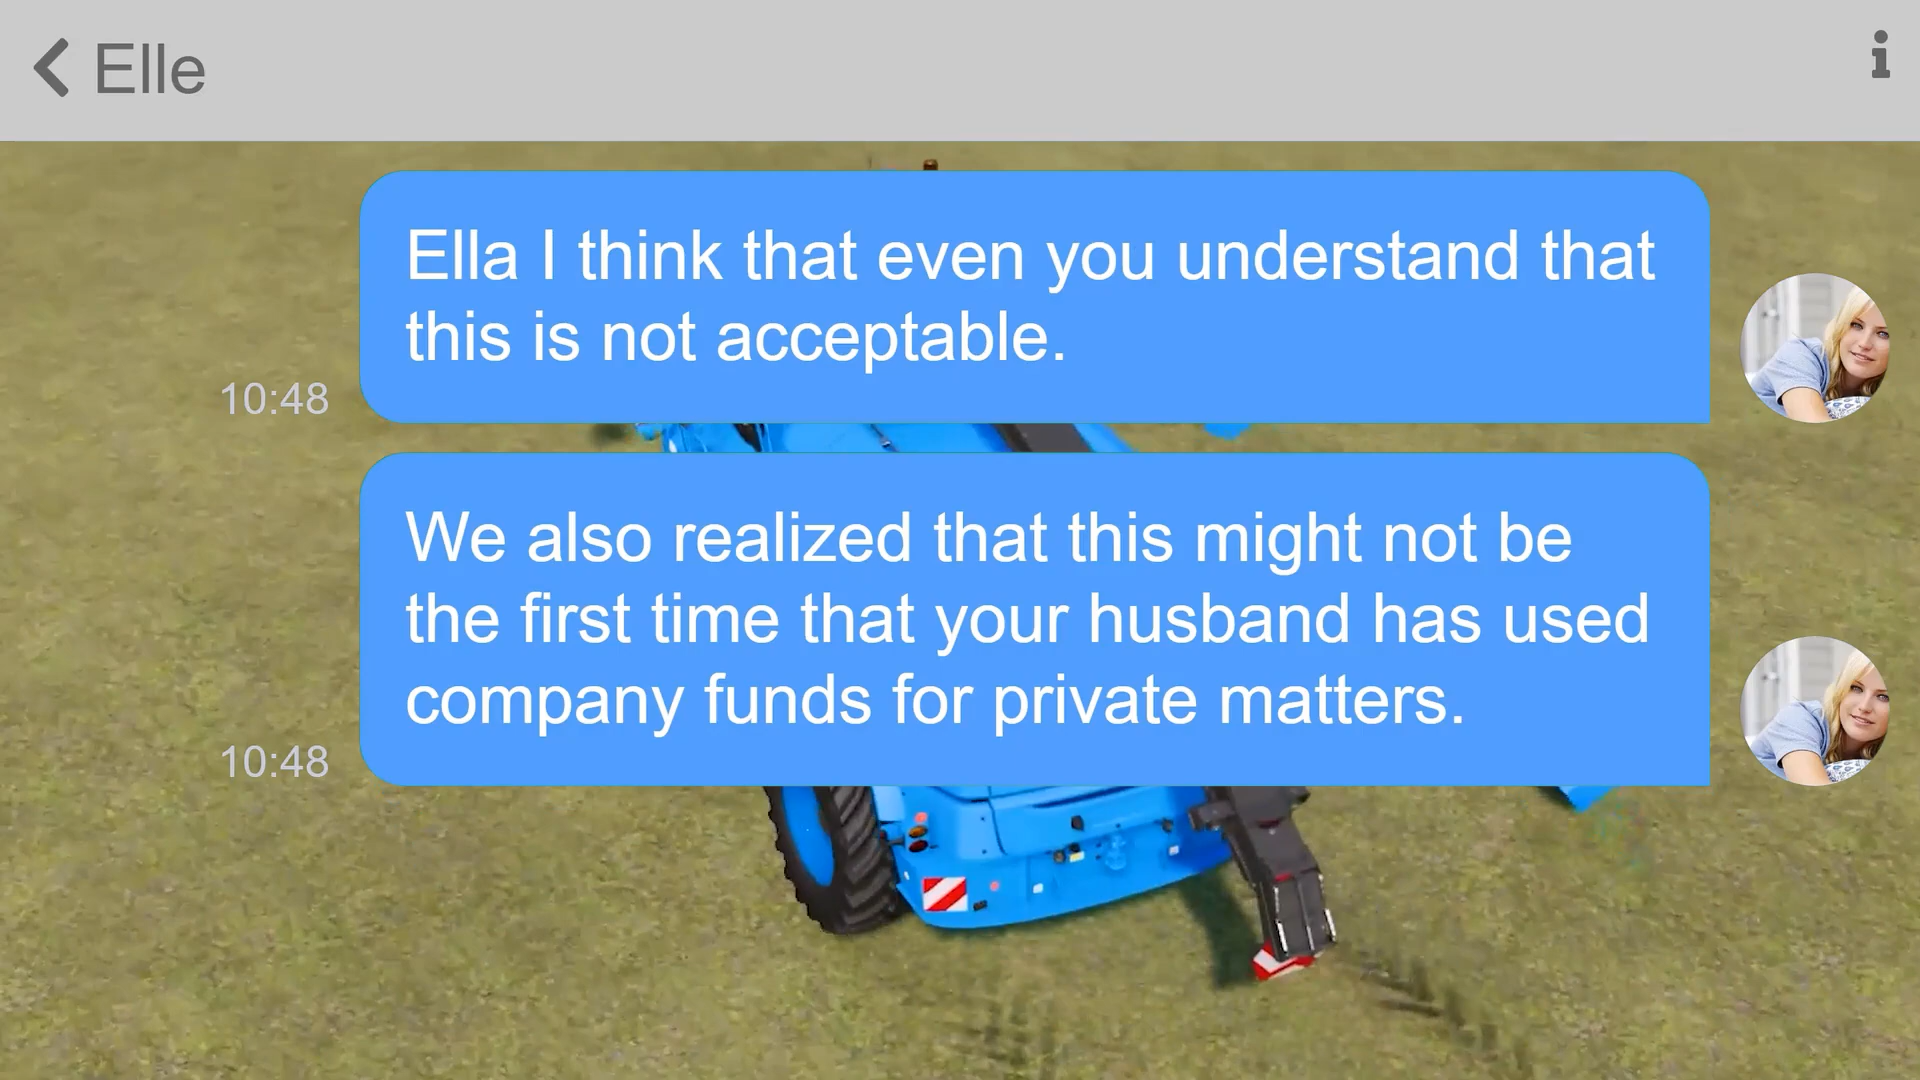 Elle
Ella I think that even you understand that
this is not acceptable.
10:48
We also realized that this might not be
the first time that your husband has used
company funds for private matters.
10:48